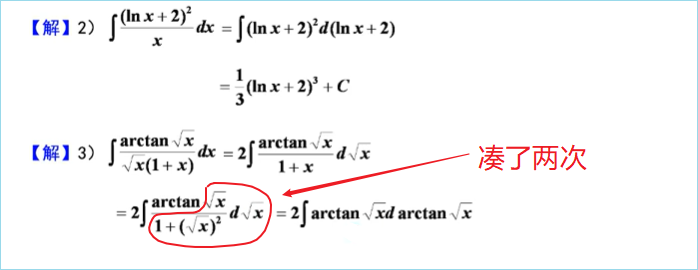 【解】2) ∫ (ln x + 2)² / x dx = ∫(ln x + 2)² d(ln x + 2)
= 1/3 (ln x + 2)³ + C
【解】3) ∫ arctan √x / (√x(1 + x)) dx = 2∫ arctan √x / (1 + x) d√x
凑了两次
= 2∫ arctan √x / (1 + (√x)²) d√x = 2∫ arctan √x d arctan √x